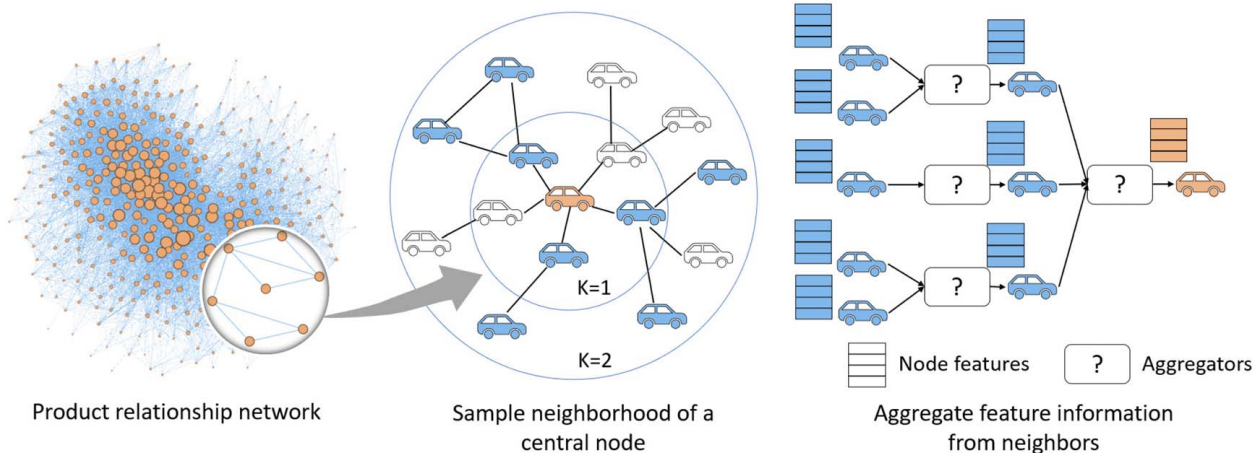 ?
?
?
?
K=1
K=2
Node features
?
Aggregators
Product relationship network
Sample neighborhood of a
central node
Aggregate feature information
from neighbors